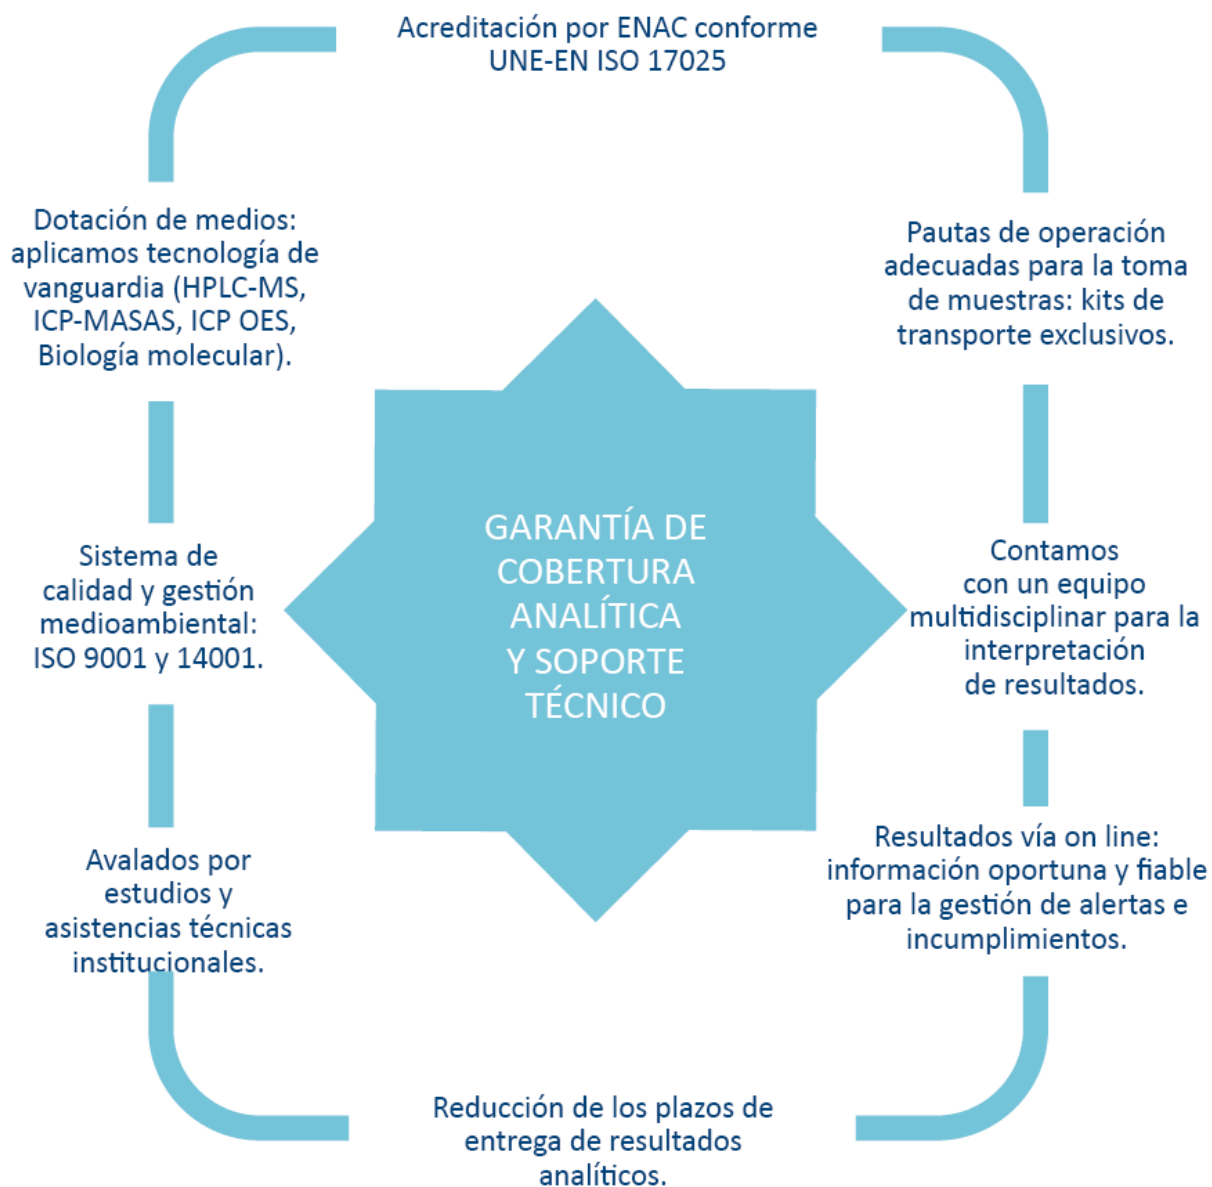 Acreditación por ENAC conforme
UNE-EN ISO 17025
Dotación de medios:
aplicamos tecnología de
vanguardia (HPLC-MS,
ICP-MASAS, ICP OES,
Biología molecular).
Pautas de operación
adecuadas para la toma
de muestras: kits de
transporte exclusivos.
GARANTÍA DE
COBERTURA
ANALÍTICA
Y SOPORTE
TÉCNICO
Sistema de
calidad y gestión
medioambiental:
ISO 9001 y 14001.
Contamos
con un equipo
multidisciplinar para la
interpretación
de resultados.
Avalados por
estudios y
asistencias técnicas
institucionales.
Resultados vía on line:
información oportuna y fiable
para la gestión de alertas e
incumplimientos.
Reducción de los plazos de
entrega de resultados
analíticos.